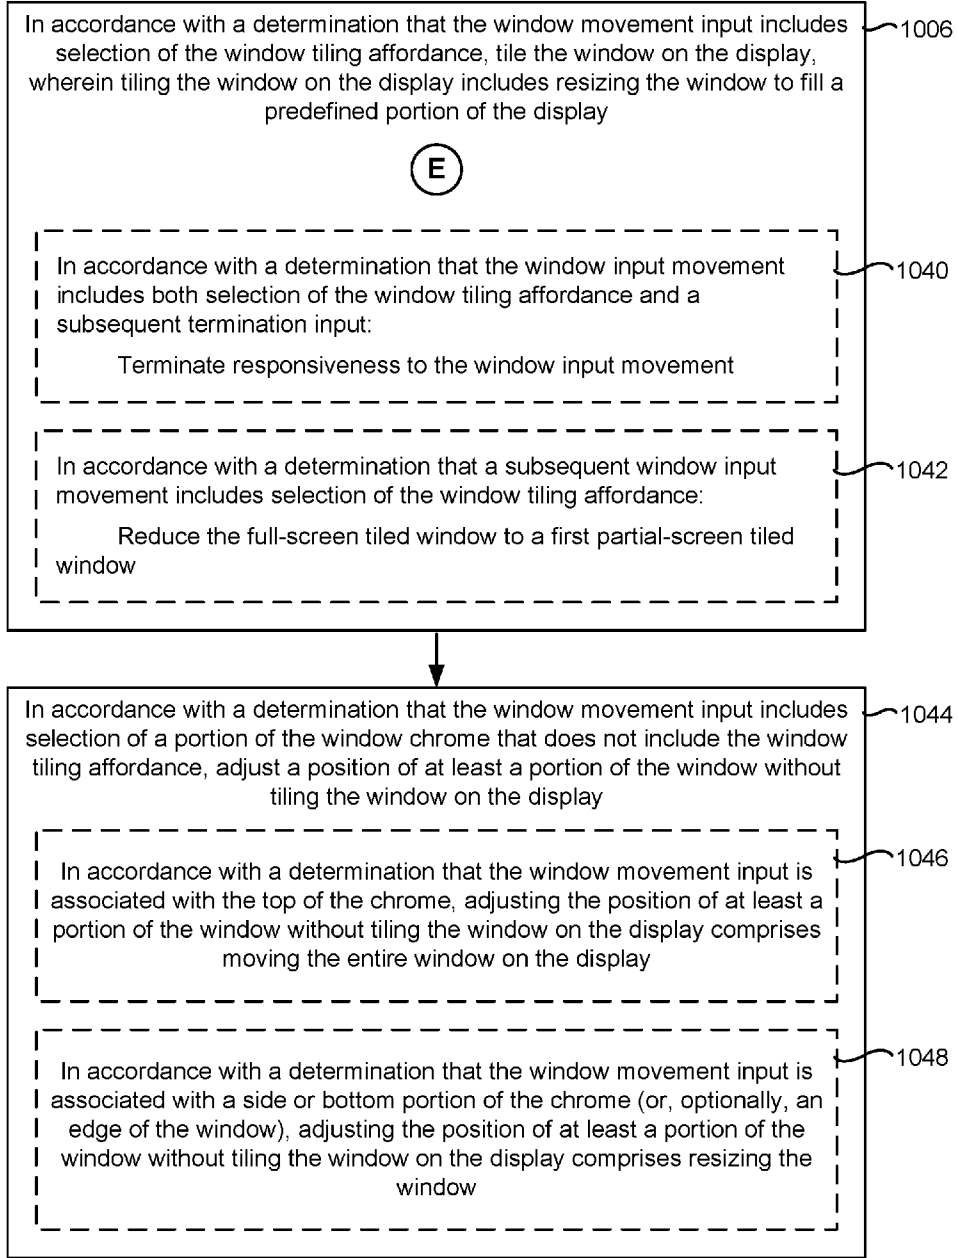 In accordance with a determination that the window movement input includes
selection of the window tiling affordance, tile the window on the display,
wherein tiling the window on the display includes resizing the window to fill a
predefined portion of the display
1006
E
In accordance with a determination that the window input movement
includes both selection of the window tiling affordance and a
subsequent termination input:
Terminate responsiveness to the window input movement
1040
In accordance with a determination that a subsequent window input
movement includes selection of the window tiling affordance:
Reduce the full-screen tiled window to a first partial-screen tiled
window
1042
In accordance with a determination that the window movement input includes
selection of a portion of the window chrome that does not include the window
tiling affordance, adjust a position of at least a portion of the window without
tiling the window on the display
1044
In accordance with a determination that the window movement input is
associated with the top of the chrome, adjusting the position of at least a
portion of the window without tiling the window on the display comprises
moving the entire window on the display
1046
In accordance with a determination that the window movement input is
associated with a side or bottom portion of the chrome (or, optionally, an
edge of the window), adjusting the position of at least a portion of the
window without tiling the window on the display comprises resizing the
window
1048